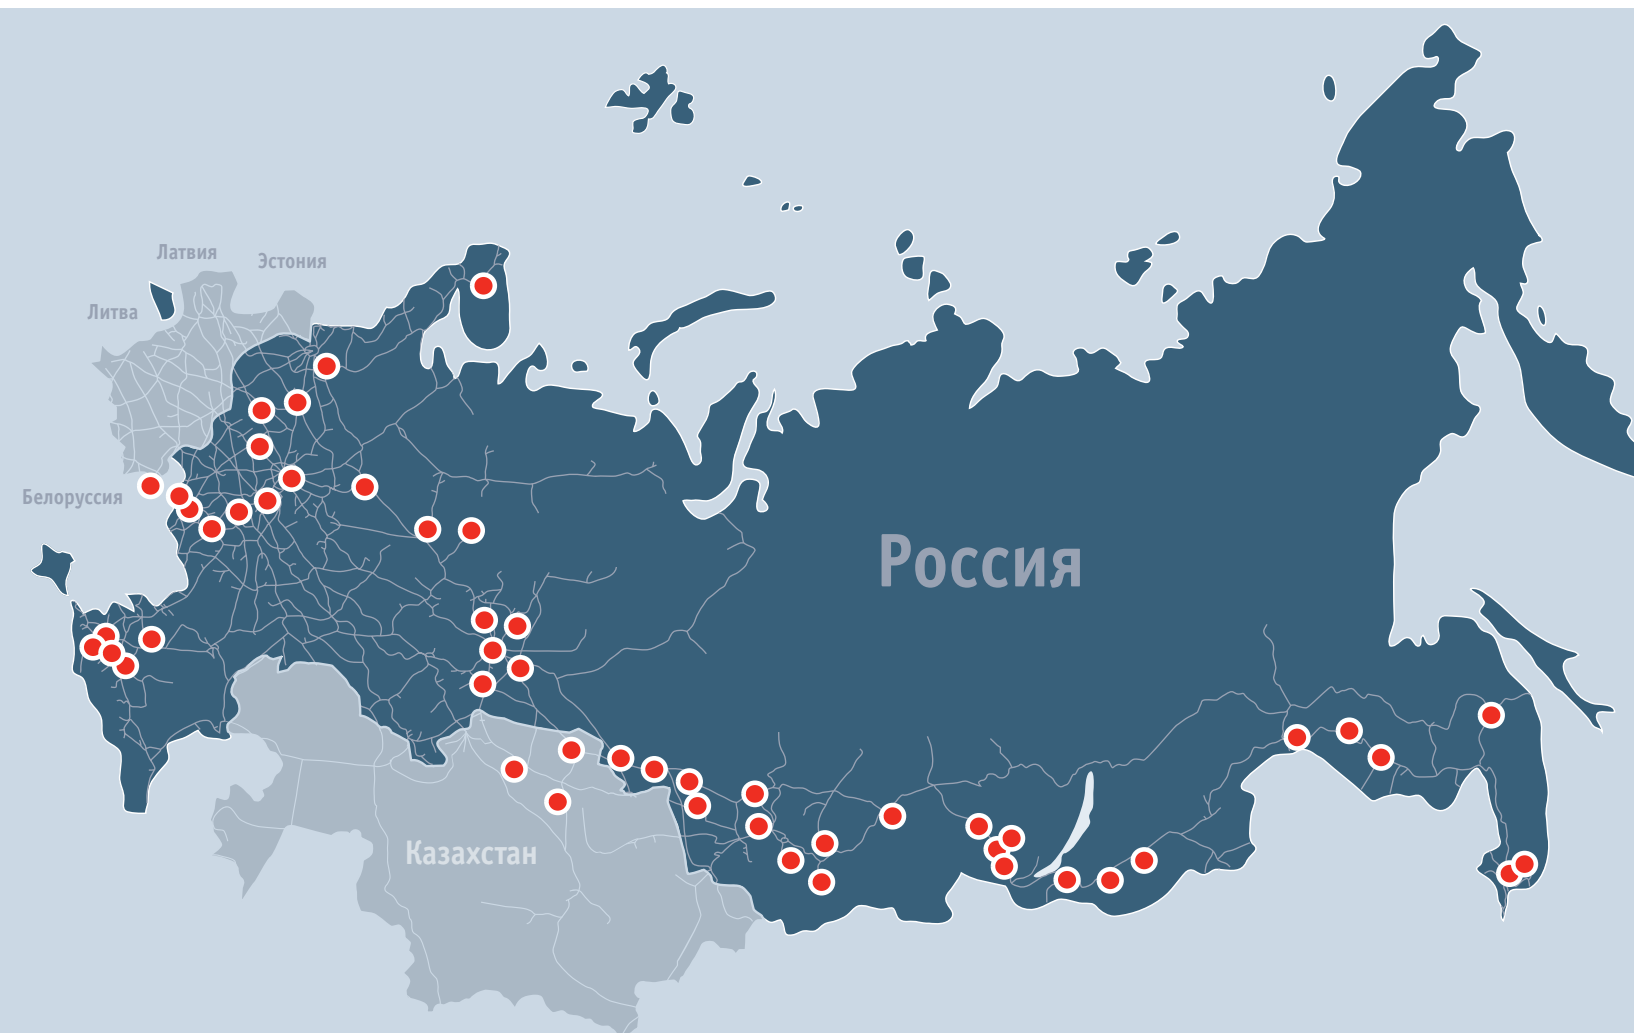 Латвия
Эстония
Литва
Белоруссия
Россия
Казахстан